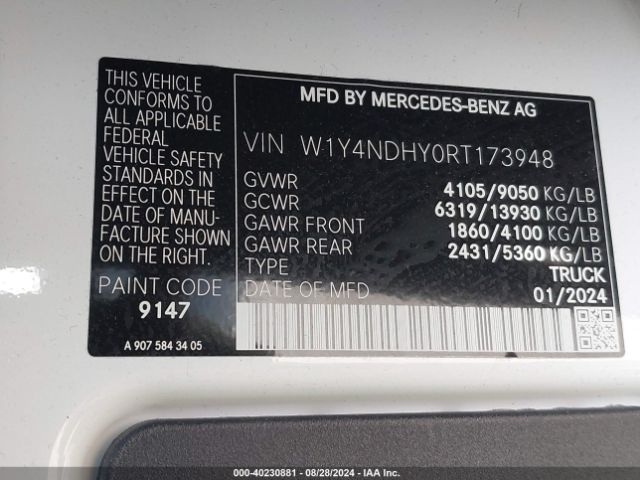 THIS VEHICLE
CONFORMS TO
ALL APPLICABLE
FEDERAL
VEHICLE SAFETY
STANDARDS IN
EFFECT ON THE
DATE OF MANU-
FACTURE SHOWN
ON THE RIGHT.
PAINT CODE
9147
A 907 584 34 05
MFD BY MERCEDES-BENZ AG
VIN W1Y4NDHY0RT173948
GVWR 4105/9050 KG/LB
GCWR 6319/13930 KG/LB
GAWR FRONT 1860/4100 KG/LB
GAWR REAR 2431/5360 KG/LB
TYPE TRUCK
DATE OF MFD 01/2024
000-40230881 / 08/28/2024 / IAA Inc.